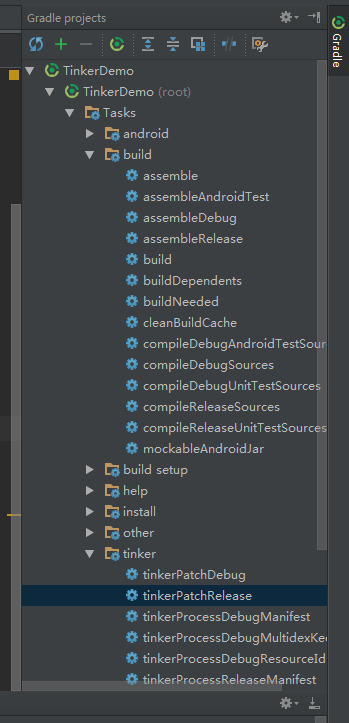 Gradle projects
TinkerDemo
TinkerDemo (root)
Tasks
android
build
assemble
assembleAndroidTest
assembleDebug
assembleRelease
build
buildDependents
buildNeeded
cleanBuildCache
compileDebugAndroidTestSour
compileDebugSources
compileDebugUnitTestSources
compileReleaseSources
compileReleaseUnitTestSources
mockableAndroidJar
build setup
help
install
other
tinker
tinkerPatchDebug
tinkerPatchRelease
tinkerProcessDebugManifest
tinkerProcessDebugMultidexKee
tinkerProcessDebugResourceId
tinkerProcessReleaseManifest
Gradle